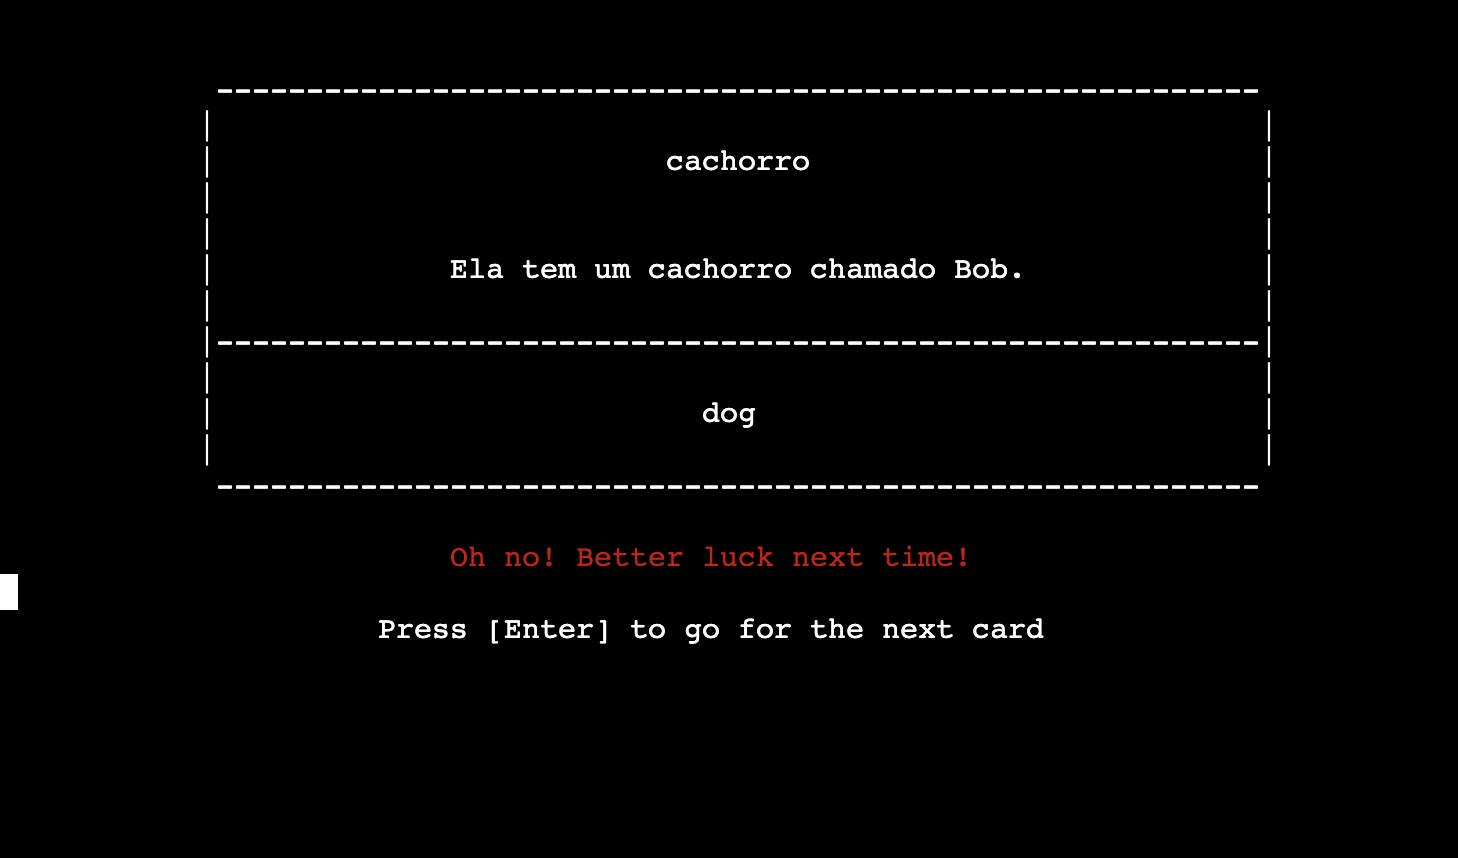 cachorro
Ela tem um cachorro chamado Bob.
dog
Oh no! Better luck next time!
Press [Enter] to go for the next card